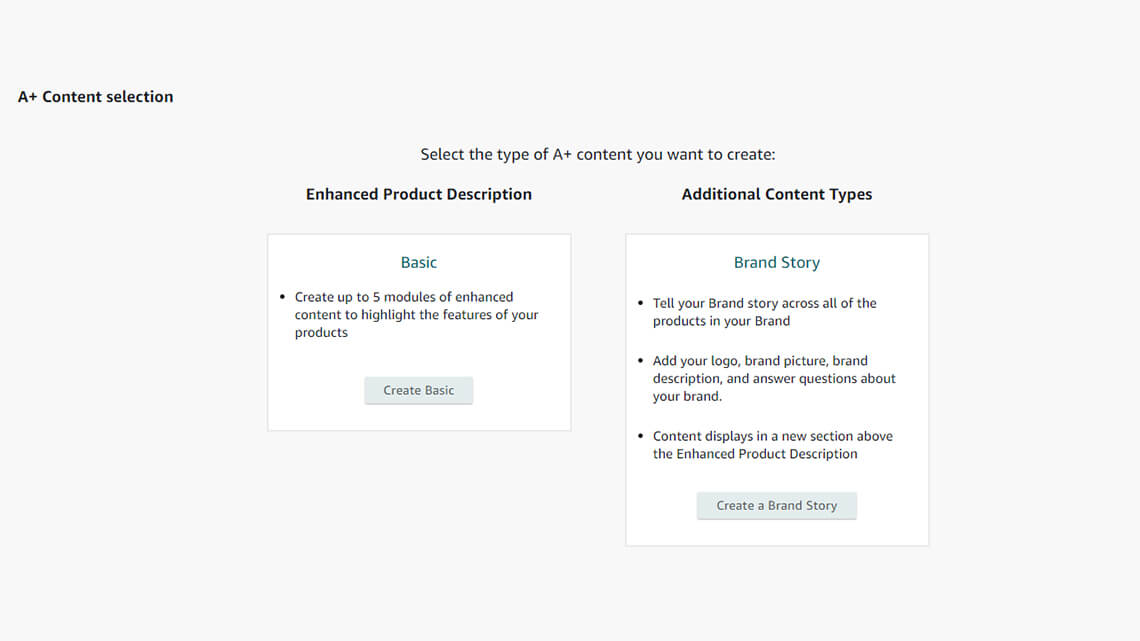 A+ Content selection
Select the type of A+ content you want to create:
Enhanced Product Description
Basic
• Create up to 5 modules of enhanced
content to highlight the features of your
products
Create Basic
Additional Content Types
Brand Story
• Tell your Brand story across all of the
products in your Brand
• Add your logo, brand picture, brand
description, and answer questions about
your brand.
• Content displays in a new section above
the Enhanced Product Description
Create a Brand Story